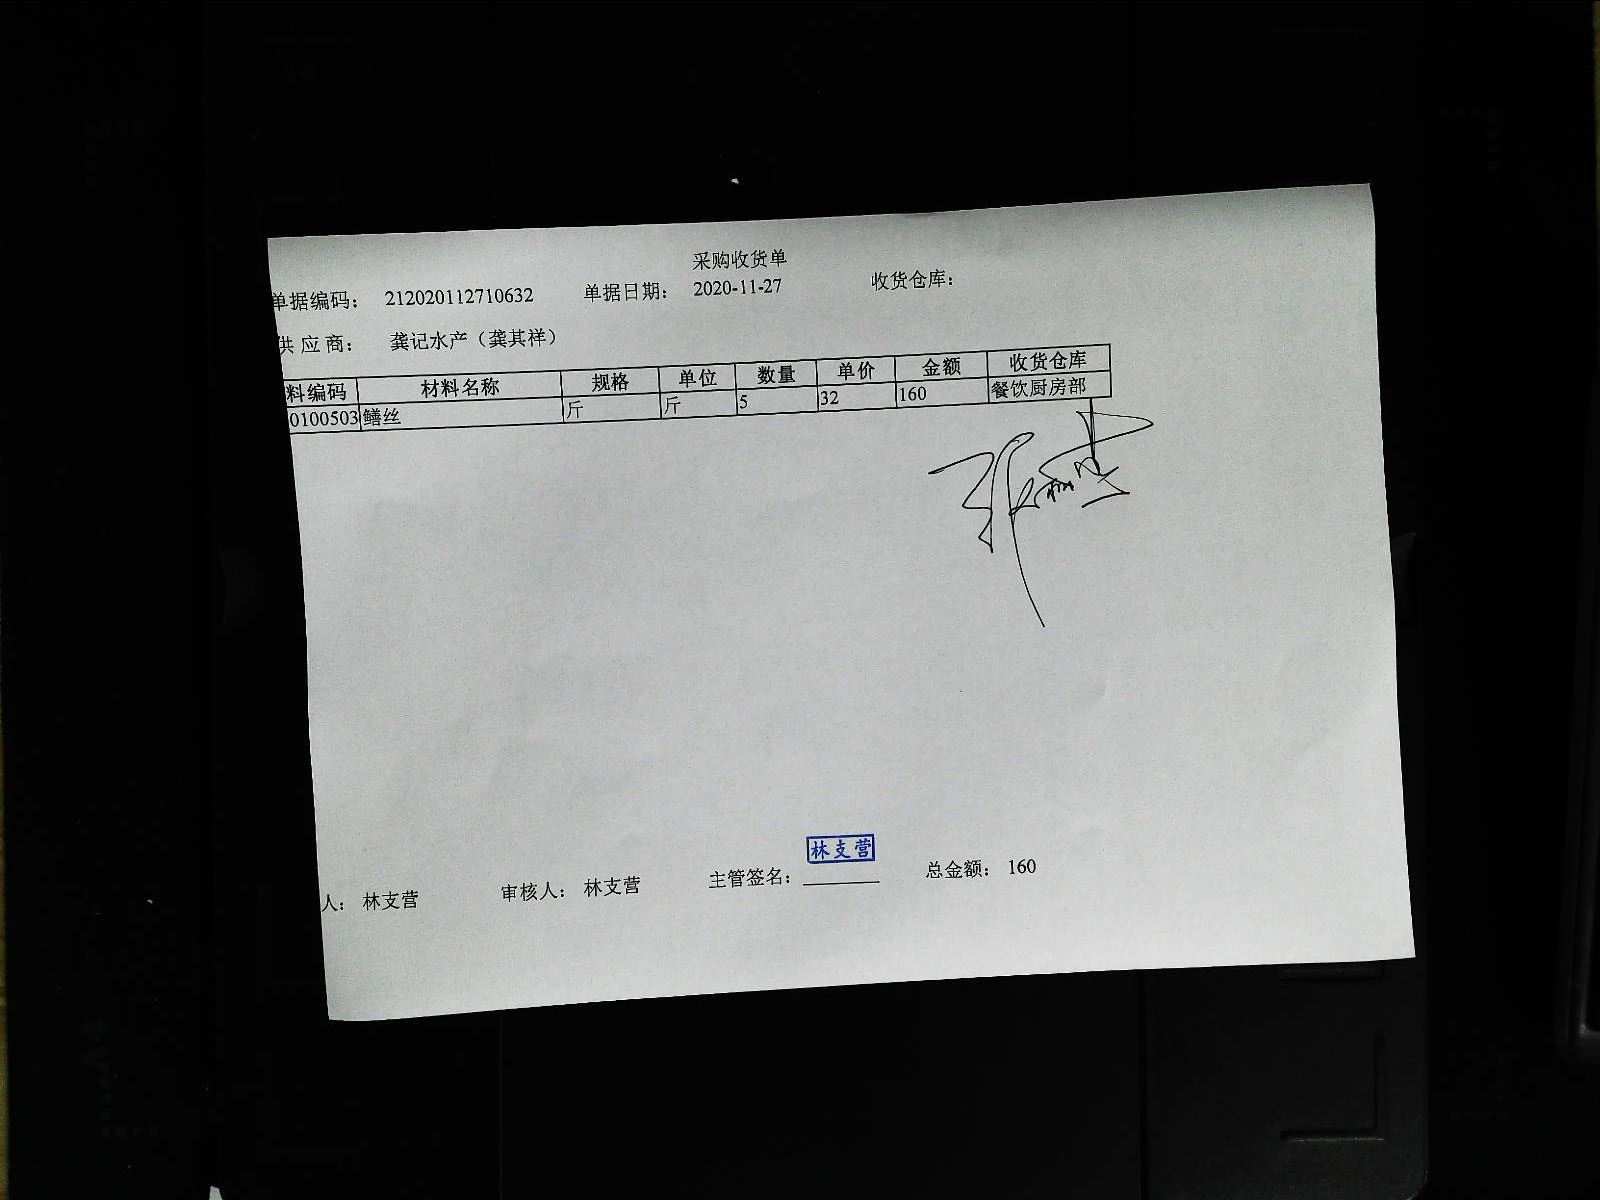 采购收货单
单据编码： 212020112710632 单据日期： 2020-11-27 收货仓库：
供 应 商： 龚记水产（龚其祥）
料编码 材料名称 规格 单位 数量 单价 金额 收货仓库
0100503 鳝丝 斤 斤 5 32 160 餐饮厨房部
林支营
人： 林支营 审核人： 林支营 主管签名： 总金额： 160